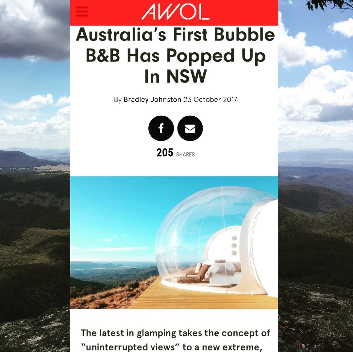 AWOL
Australia's First Bubble
B&B Has Popped Up
In NSW
By Bradley Johnston 23 October 2017
205 SHARES
The latest in glamping takes the concept of
"uninterrupted views" to a new extreme,